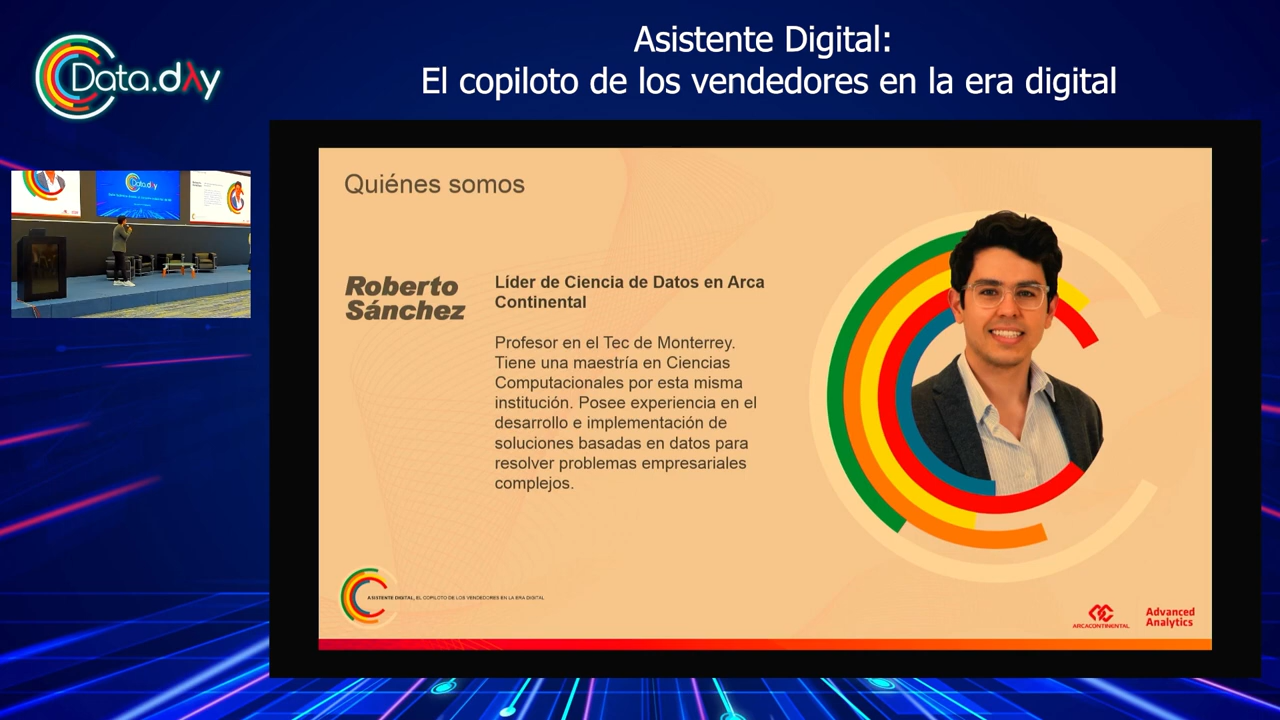 Data.dλy
Asistente Digital:
El copiloto de los vendedores en la era digital
Data.dλy
Quiénes somos
Roberto
Sánchez
Líder de Ciencia de Datos en Arca
Continental
Profesor en el Tec de Monterrey.
Tiene una maestría en Ciencias
Computacionales por esta misma
institución. Posee experiencia en el
desarrollo e implementación de
soluciones basadas en datos para
resolver problemas empresariales
complejos.
ASISTENTE DIGITAL, EL COPILOTO DE LOS VENDEDORES EN LA ERA DIGITAL
ARCACONTINENTAL
Advanced
Analytics